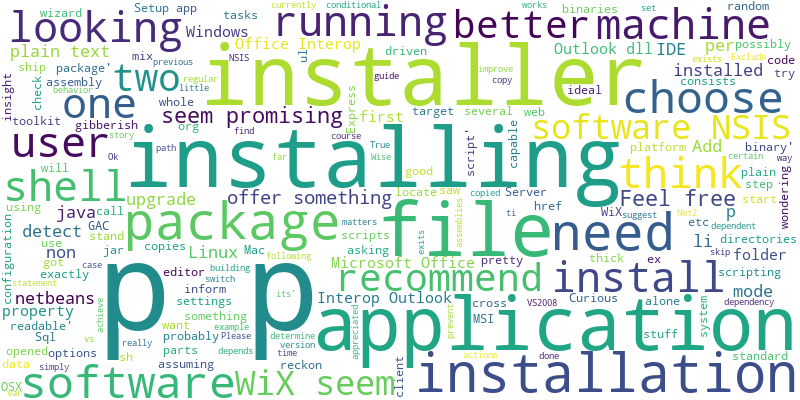 wizard Setup app tasks
looking Windows running better machine conditional currently works set binaries random
plain text Office Interop driven Outlook dll IDE per possibly
ship mix check assembly two ul installer installed code try
insight package' NSIS guide copy improve exists Exclude
one seem promising Express first ideal consists choose
toolkit whole target several web capable
user gibberish org story behavior previous little regular software NSIS
Ok path True Wise installing script' think platform Add binary'
shell will upgrade good locate saw Server href certain plain way
using java call offer something WiX suggest Feel free step wondering
configuration detect GAC stand package file need Not2 start
non use etc copies Linux Mac jar scripts asking matters exits assemblies ti copied dependent li p directories
got exactly editor Microsoft Office pretty skip ex folder
netbeans case building following switch recommend thick install mode scripting
property settings inform something p p Interop Outlook cross VS2008 Curious alone dependency stuff system
readable' want probably its' example statement application MSI
Sql opened options vs achieve Please really depends determine version appreciated prevent client actions done standard
OSX data var parts assuming simply software sh reckon time WiX seem far course find installation